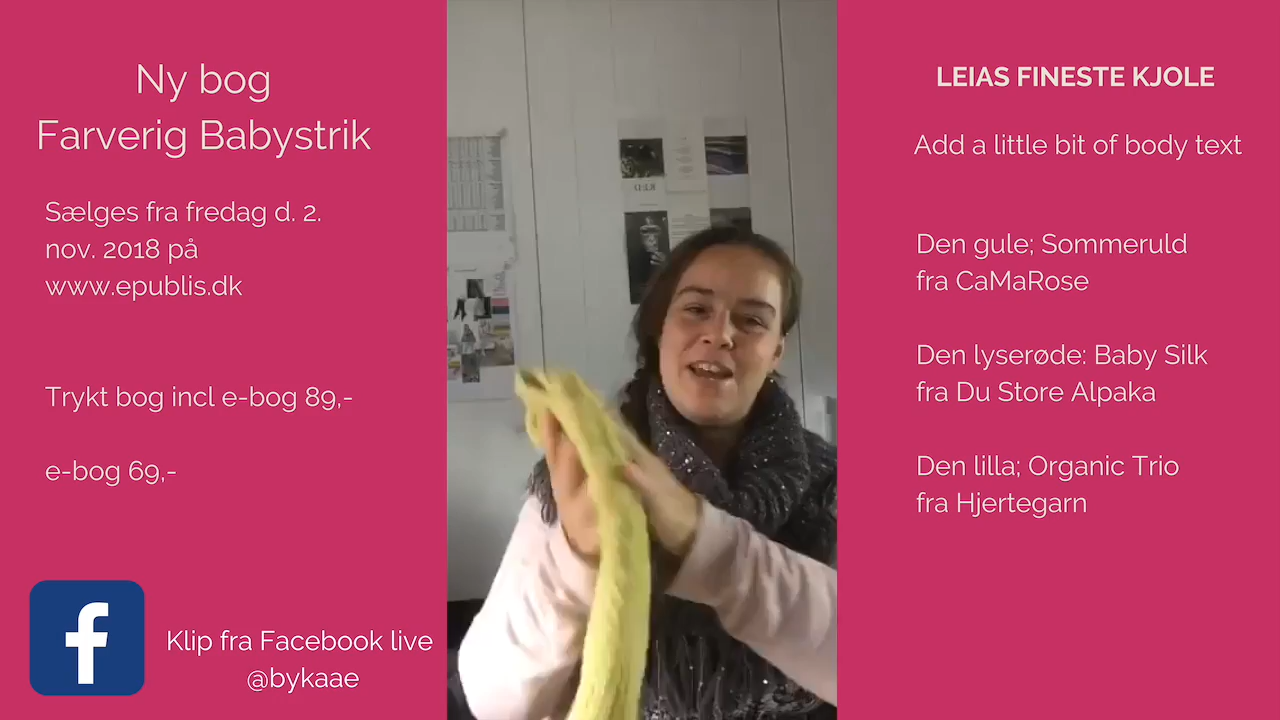 Ny bog
Farverig Babystrik
Sælges fra fredag d. 2.
nov. 2018 på
www.epublis.dk
Trykt bog incl e-bog 89,-
e-bog 69,-
f
Klip fra Facebook live
@bykaae
LEIAS FINESTE KJOLE
Add a little bit of body text
Den gule; Sommeruld
fra CaMaRose
Den lyserøde: Baby Silk
fra Du Store Alpaka
Den lilla; Organic Trio
fra Hjertegarn